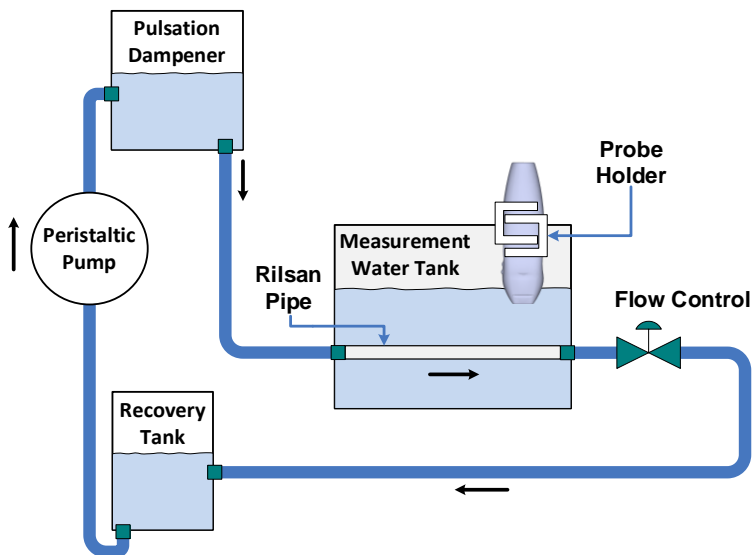 Pulsation
Dampener
Probe
Holder
Peristaltic
Pump
Measurement
Water Tank
Rilsan
Pipe
Flow Control
Recovery
Tank